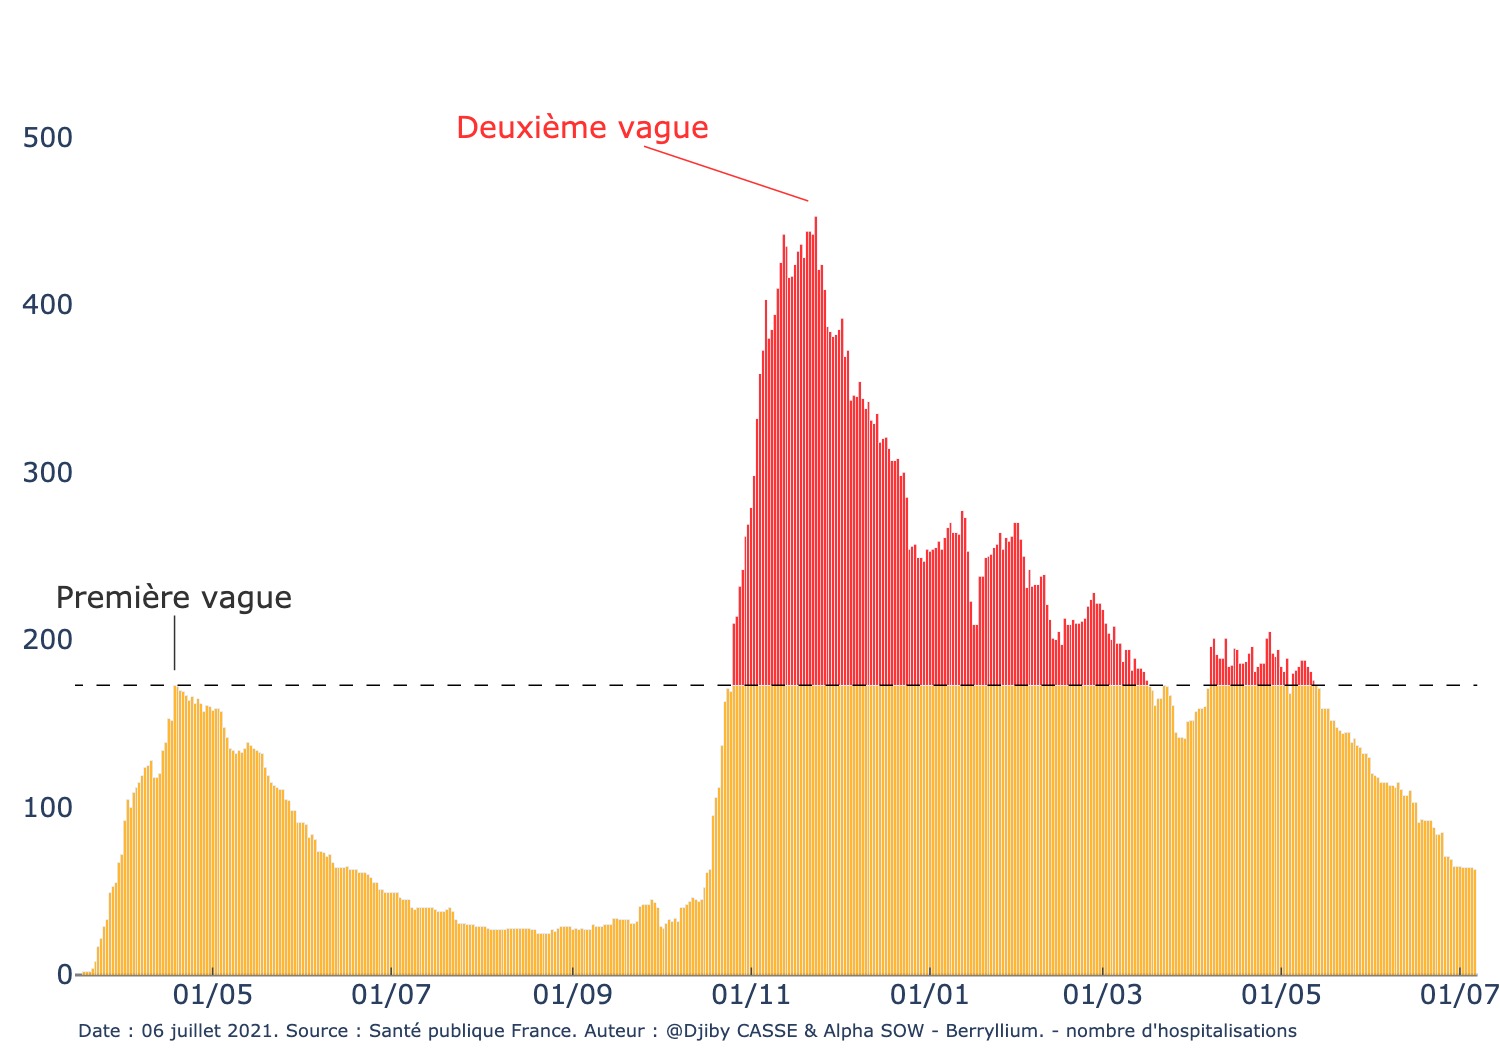 Deuxième vague
500
400
300
Première vague
200
100
0
01/05 01/07 01/09 01/11 01/01 01/03 01/05 01/07
Date : 06 juillet 2021. Source : Santé publique France. Auteur : @Djiby CASSE & Alpha SOW - Berryllium. - nombre d'hospitalisations